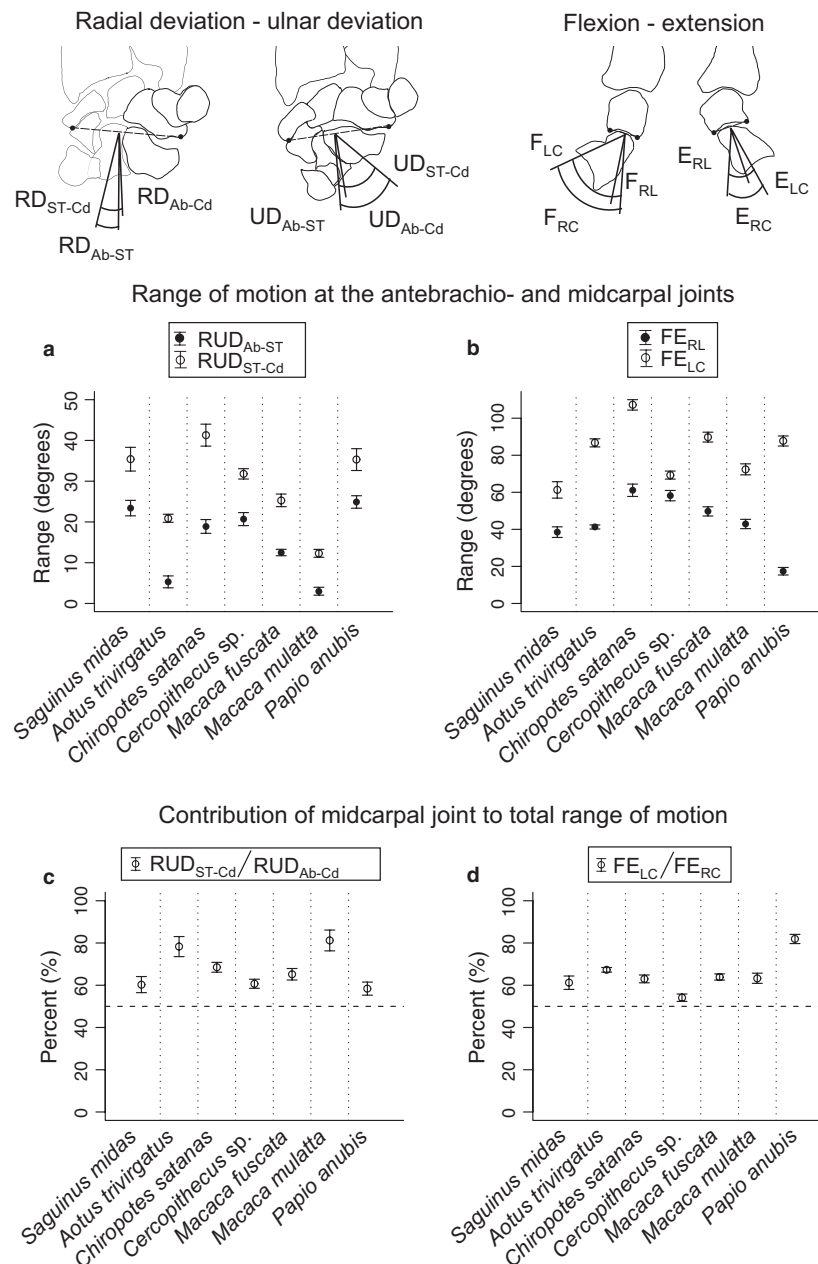 Radial deviation - ulnar deviation
Flexion - extension
RD_ST-Cd
RD_Ab-Cd
RD_Ab-ST
UD_ST-Cd
UD_Ab-ST
UD_Ab-Cd
F_LC
F_RL
F_RC
E_RL
E_LC
E_RC
Range of motion at the antebrachio- and midcarpal joints
a
RUD_Ab-ST
RUD_ST-Cd
Range (degrees)
50
40
30
20
10
0
Saguinus midas
Aotus trivirgatus
Chiropotes satanas
Cercopithecus sp.
Macaca fuscata
Macaca mulatta
Papio anubis
b
FE_RL
FE_LC
Range (degrees)
100
80
60
40
20
0
Saguinus midas
Aotus trivirgatus
Chiropotes satanas
Cercopithecus sp.
Macaca fuscata
Macaca mulatta
Papio anubis
Contribution of midcarpal joint to total range of motion
c
RUD_ST-Cd/RUD_Ab-Cd
Percent (%)
100
80
60
40
20
0
Saguinus midas
Aotus trivirgatus
Chiropotes satanas
Cercopithecus sp.
Macaca fuscata
Macaca mulatta
Papio anubis
d
FE_LC/FE_RC
Percent (%)
100
80
60
40
20
0
Saguinus midas
Aotus trivirgatus
Chiropotes satanas
Cercopithecus sp.
Macaca fuscata
Macaca mulatta
Papio anubis